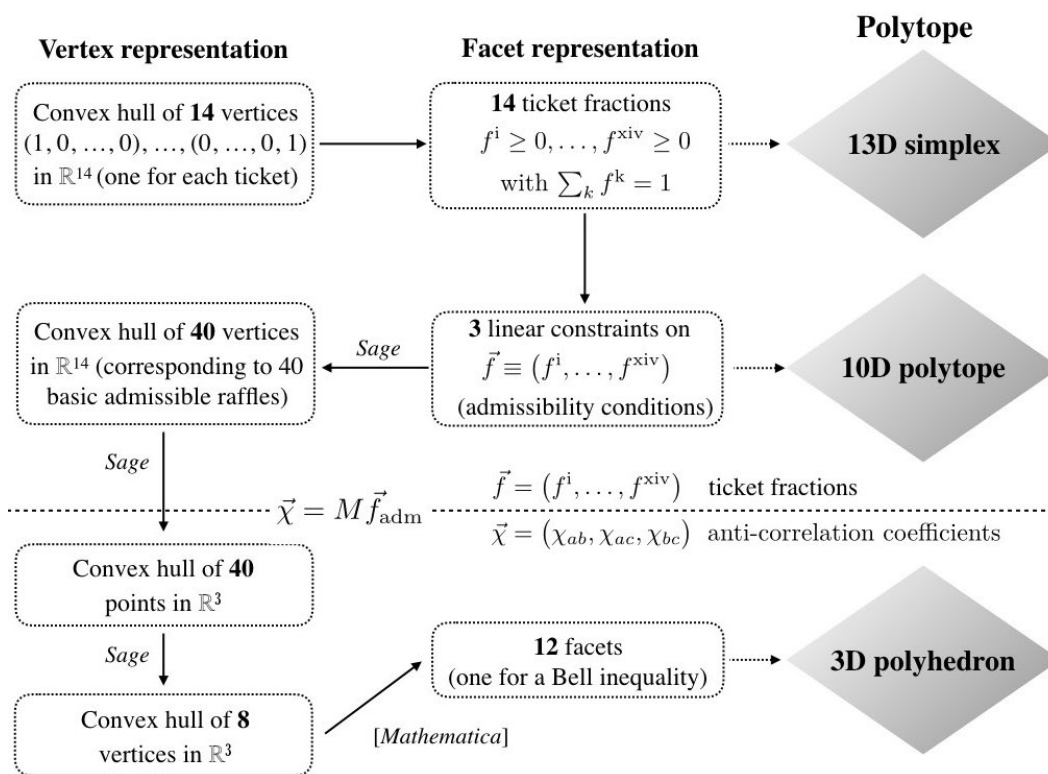 Vertex representation
Facet representation
Polytope
Convex hull of 14 vertices
(1, 0, ..., 0), ..., (0, ..., 0, 1)
in ℝ¹⁴ (one for each ticket)
14 ticket fractions
fⁱ ≥ 0, . . . , fˣⁱᵛ ≥ 0
with ∑ₖ fᵏ = 1
13D simplex
Convex hull of 40 vertices
in ℝ¹⁴ (corresponding to 40
basic admissible raffles)
Sage
3 linear constraints on
f⃗ ≡ (fⁱ, . . . , fˣⁱᵛ)
(admissibility conditions)
10D polytope
Sage
χ⃗ = M f⃗_adm
f⃗ = (fⁱ, . . . , fˣⁱᵛ) ticket fractions
χ⃗ = (χ_ab, χ_ac, χ_bc) anti-correlation coefficients
Convex hull of 40
points in ℝ³
Sage
12 facets
(one for a Bell inequality)
3D polyhedron
Convex hull of 8
vertices in ℝ³
[Mathematica]